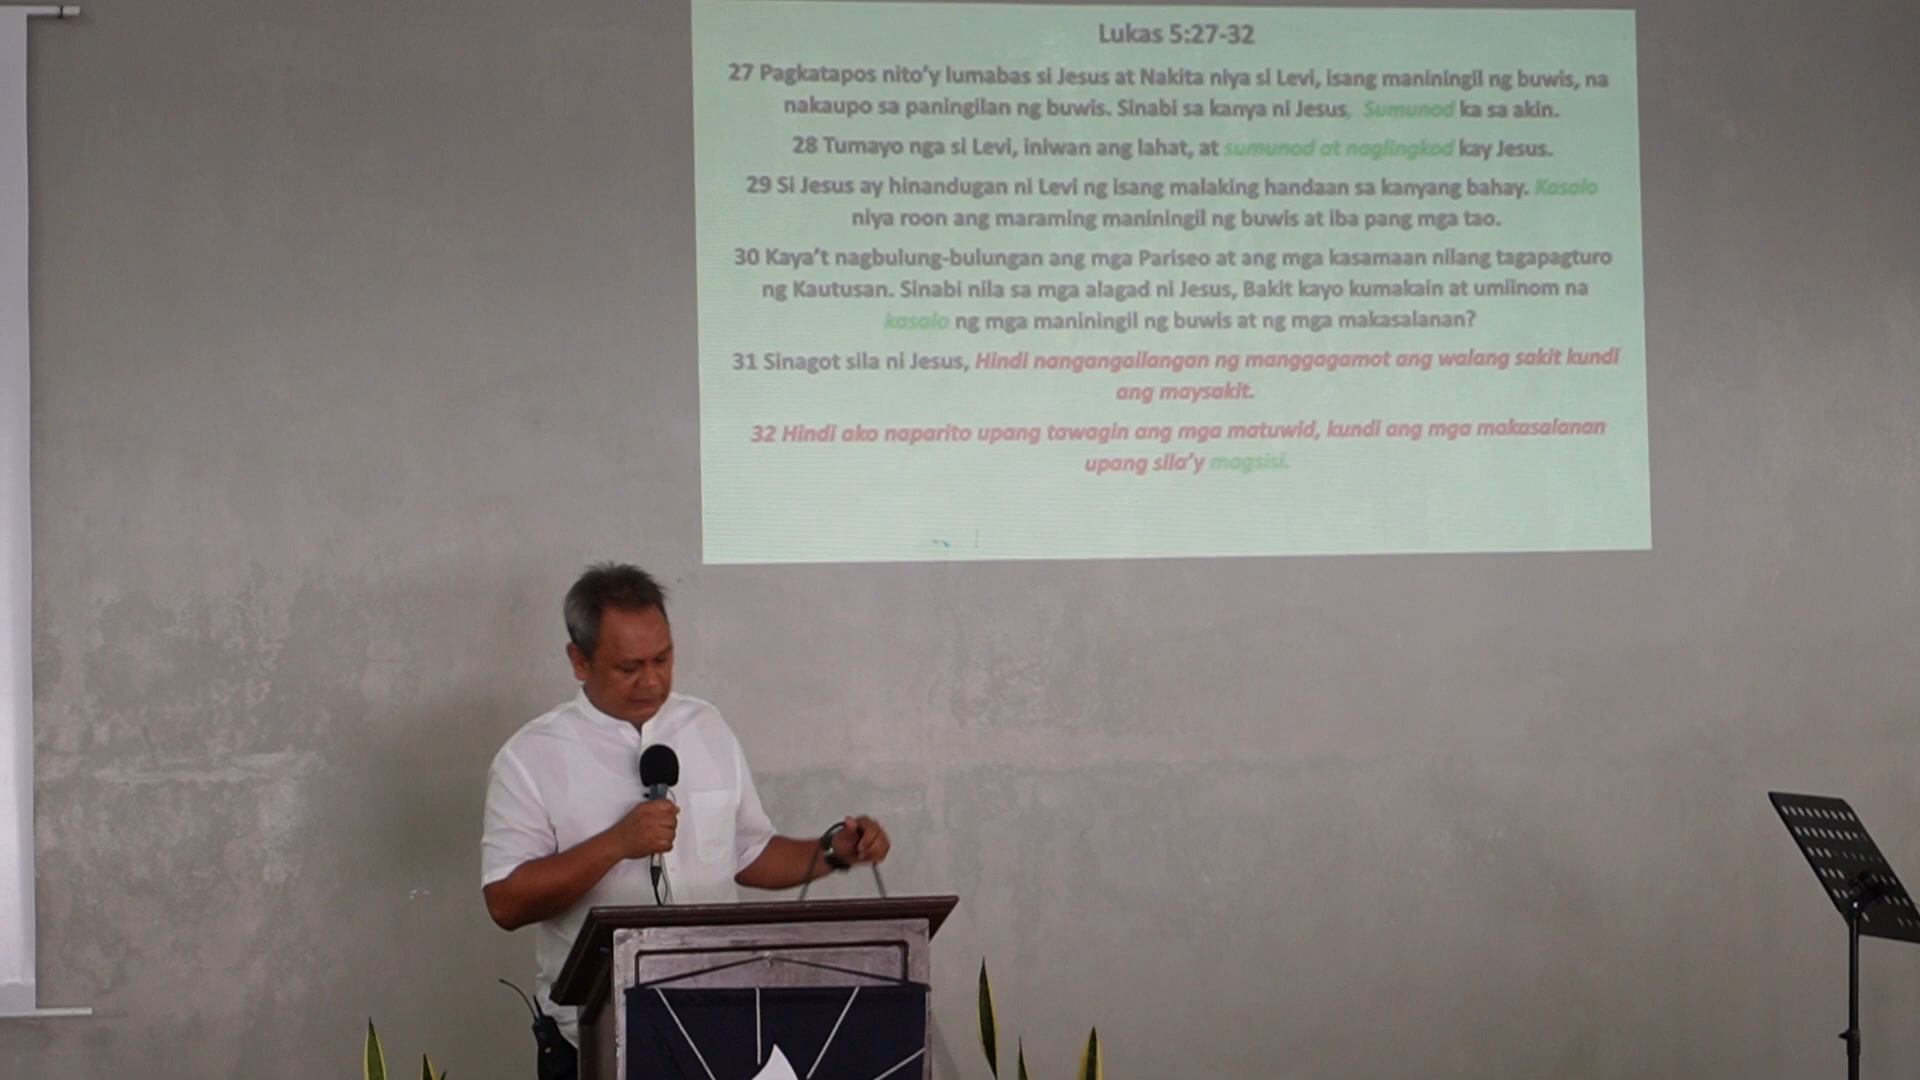 Lukas 5:27-32
27 Pagkatapos nito'y lumabas si Jesus at Nakita niya si Levi, isang maniningil ng buwis, na
nakaupo sa paningilan ng buwis. Sinabi sa kanya ni Jesus, Sumunod ka sa akin.
28 Tumayo nga si Levi, iniwan ang lahat, at sumunod at naglingkod kay Jesus.
29 Si Jesus ay hinandugan ni Levi ng isang malaking handaan sa kanyang bahay. Kasalo
niya roon ang maraming maniningil ng buwis at iba pang mga tao.
30 Kaya't nagbulung-bulungan ang mga Pariseo at ang mga kasamaan nilang tagapagturo
ng Kautusan. Sinabi nila sa mga alagad ni Jesus, Bakit kayo kumakain at umiinom na
kasalo ng mga maniningil ng buwis at ng mga makasalanan?
31 Sinagot sila ni Jesus, Hindi nangangailangan ng manggagamot ang walang sakit kundi
ang maysakit.
32 Hindi ako naparito upang tawagin ang mga matuwid, kundi ang mga makasalanan
upang sila'y magsisi.